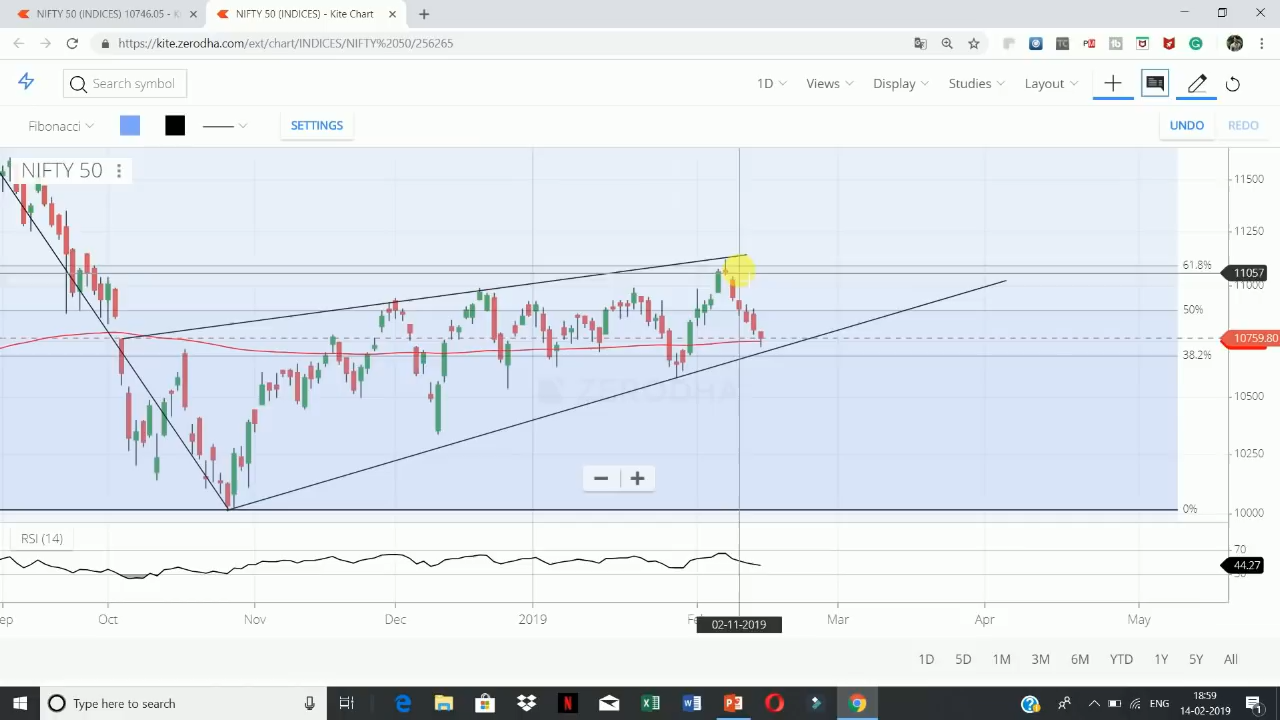 NIFTY 50 (INDICES) 10746.05 - K
NIFTY 50 (INDICES) - Kite Chart
https://kite.zerodha.com/ext/chart/INDICES/NIFTY%2050/256265
Search symbol
1D
Views
Display
Studies
Layout
Fibonacci
SETTINGS
UNDO
REDO
NIFTY 50
11500
11250
61.8%
11057
11000
50%
10759.80
38.2%
ZERODHA
10500
10250
0%
10000
RSI (14)
70
44.27
ep
Oct
Nov
Dec
2019
Fe
02-11-2019
Mar
Apr
May
1D
5D
1M
3M
6M
YTD
1Y
5Y
All
Type here to search
ENG
18:59
14-02-2019